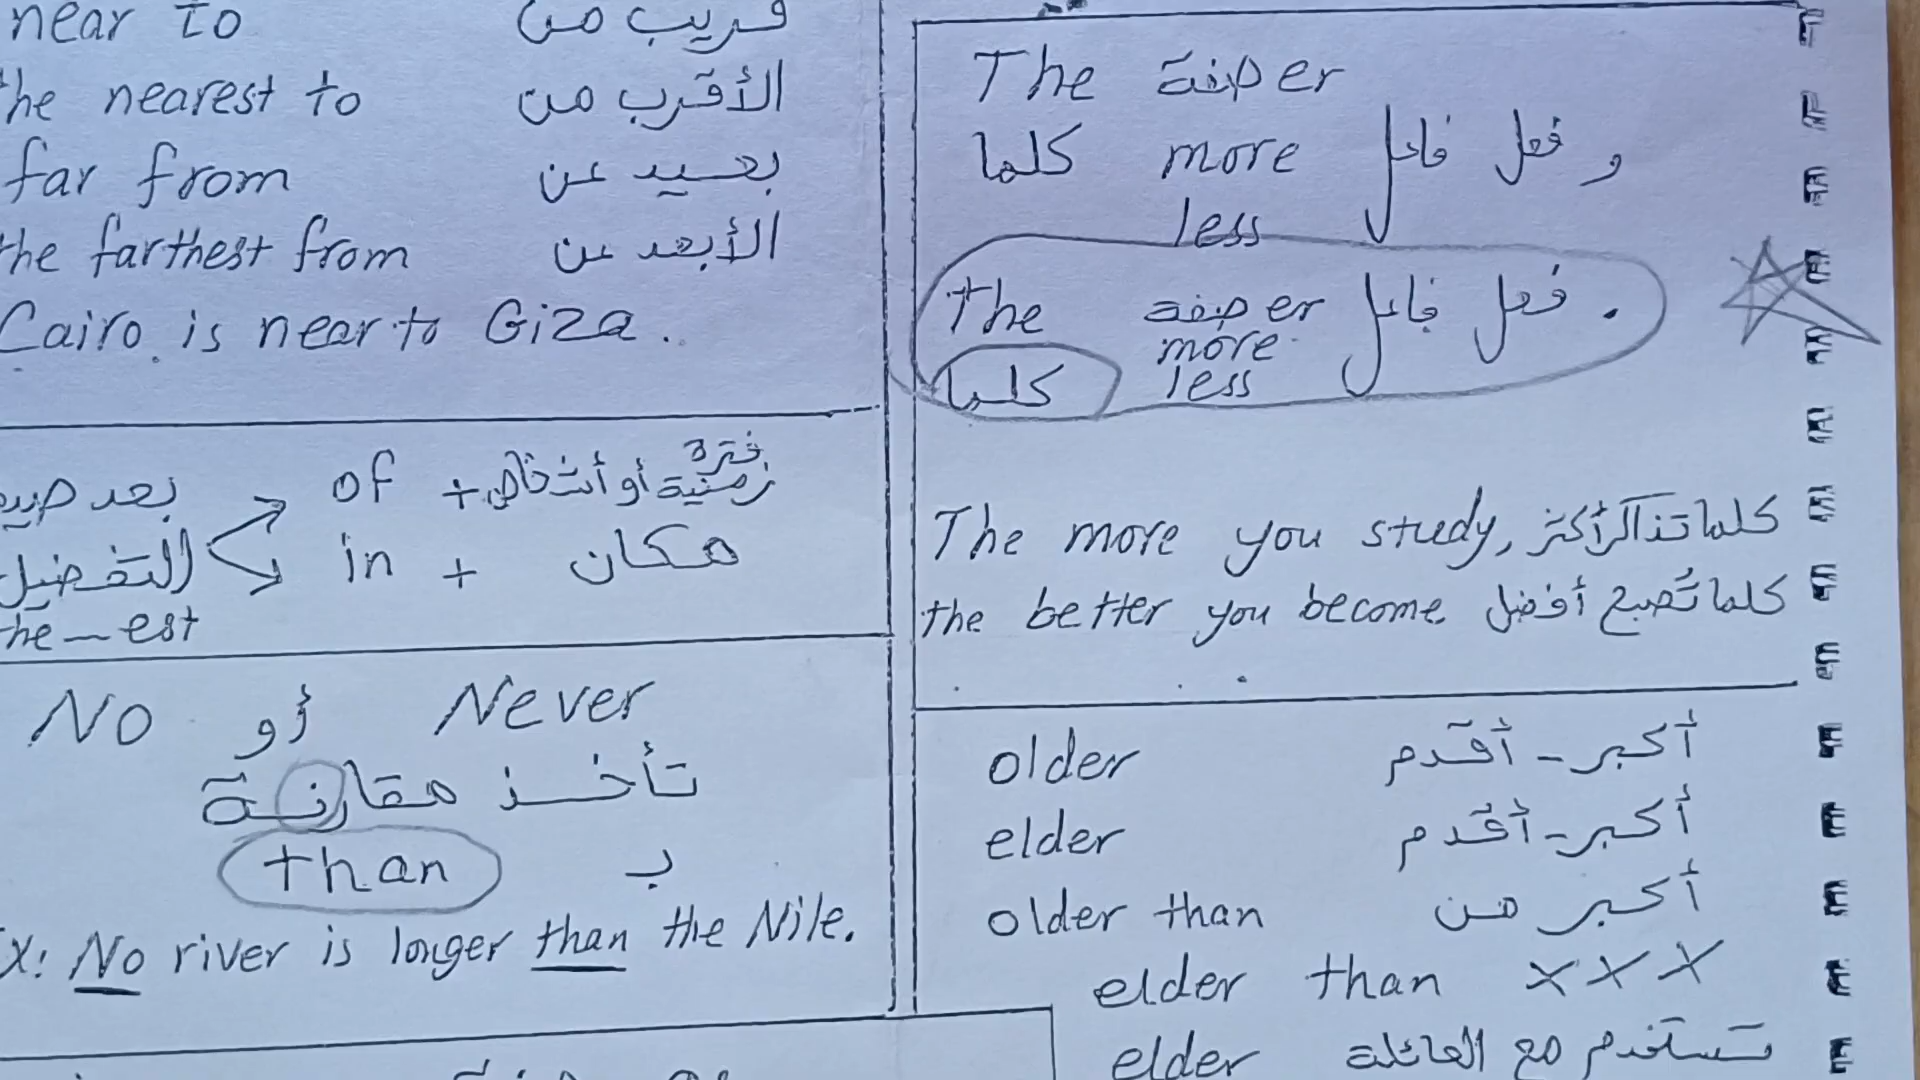 near to قريب من
the nearest to الأقرب من
far from بعيد عن
the farthest from الأبعد عن
Cairo is near to Giza.
بعد of + فترة زمنية أو أشخاص
التفضيل in + مكان
the — est
No أو Never
تأخذ مقارنة
ب than
No river is longer than the Nile.
The صفة er
كلما more فاعل فعل و
less
the صفة er فاعل فعل .
more
كلما less
The more you study, كلما تذاكر أكثر
the better you become. كلما تُصبح أفضل
older أكبر - أقدم
elder أكبر - أقدم
older than أكبر من
elder than X X X
elder تستخدم مع العائلة